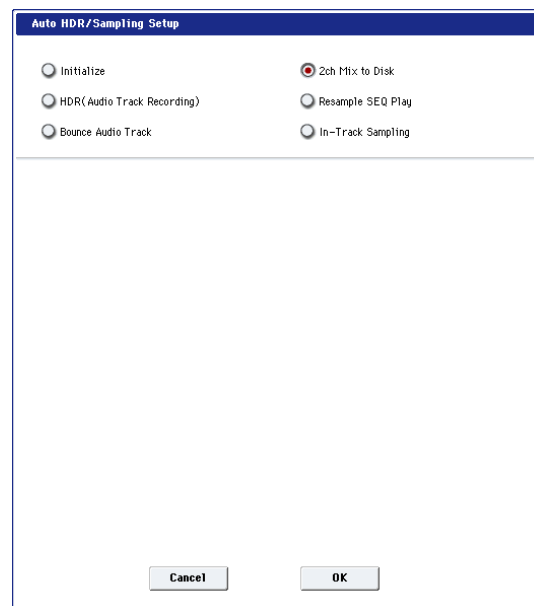 Auto HDR/Sampling Setup
Initialize
2ch Mix to Disk
HDR(Audio Track Recording)
Resample SEQ Play
Bounce Audio Track
In-Track Sampling
Cancel
OK